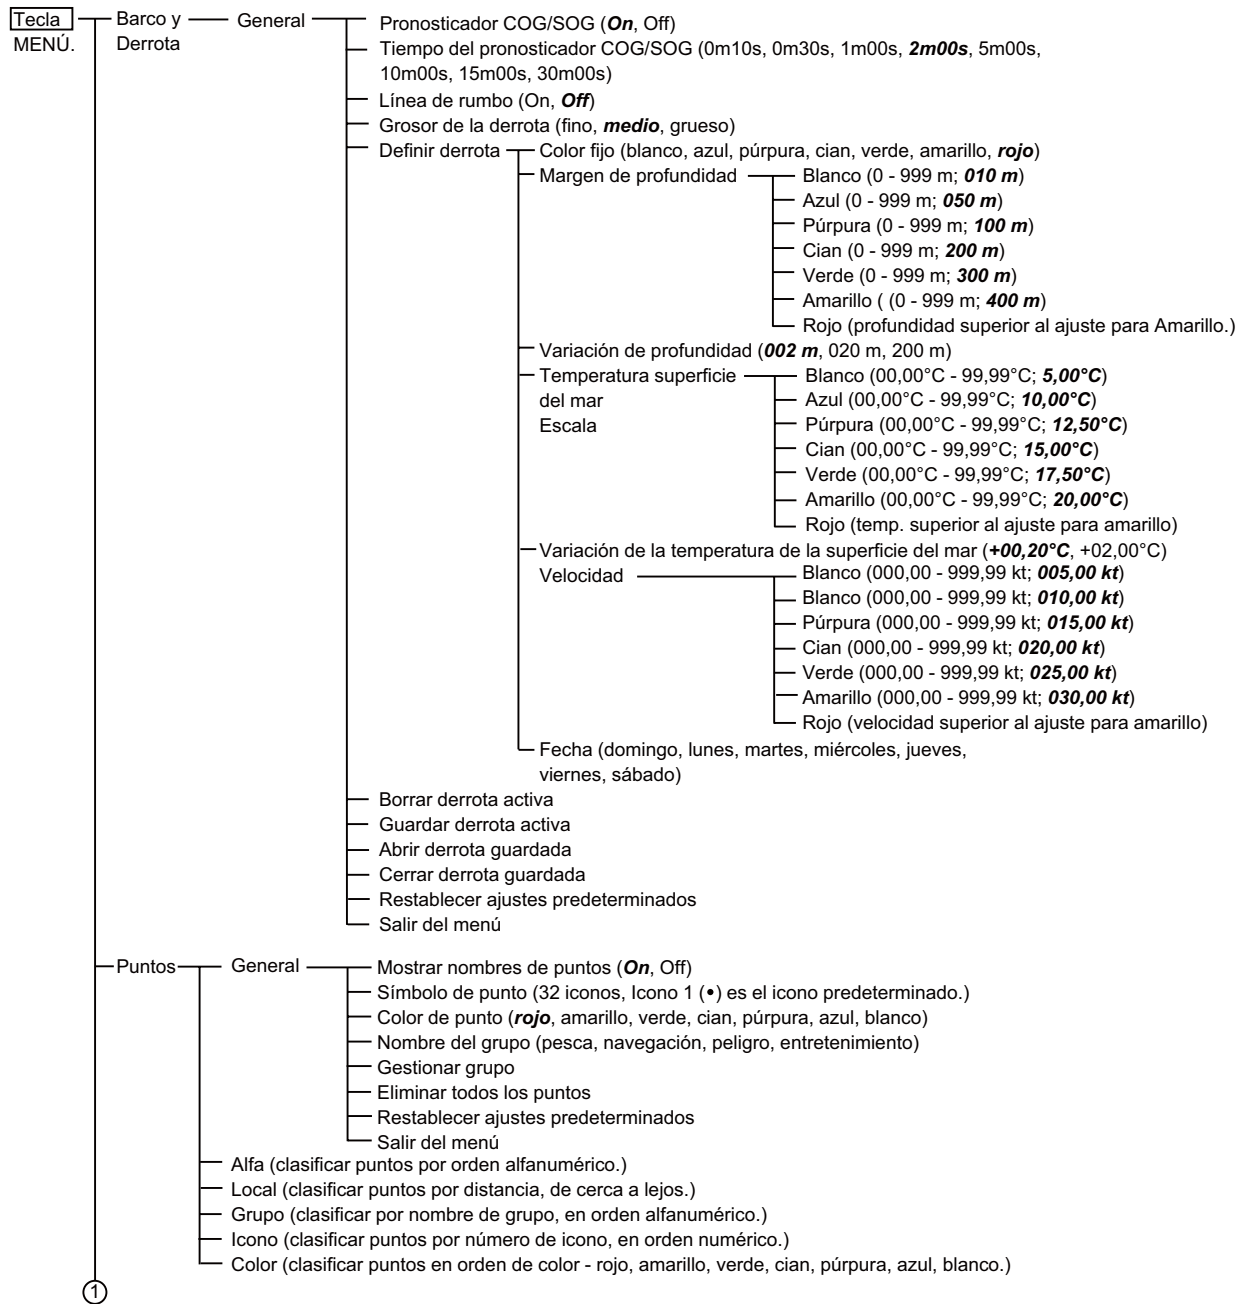 Tecla
MENÚ.
Barco y
Derrota
General
Pronosticador COG/SOG (On, Off)
Tiempo del pronosticador COG/SOG (0m10s, 0m30s, 1m00s, 2m00s, 5m00s,
10m00s, 15m00s, 30m00s)
Línea de rumbo (On, Off)
Grosor de la derrota (fino, medio, grueso)
Definir derrota
Color fijo (blanco, azul, púrpura, cian, verde, amarillo, rojo)
Margen de profundidad
Blanco (0 - 999 m; 010 m)
Azul (0 - 999 m; 050 m)
Púrpura (0 - 999 m; 100 m)
Cian (0 - 999 m; 200 m)
Verde (0 - 999 m; 300 m)
Amarillo ( (0 - 999 m; 400 m)
Rojo (profundidad superior al ajuste para Amarillo.)
Variación de profundidad (002 m, 020 m, 200 m)
Temperatura superficie
del mar
Escala
Blanco (00,00°C - 99,99°C; 5,00°C)
Azul (00,00°C - 99,99°C; 10,00°C)
Púrpura (00,00°C - 99,99°C; 12,50°C)
Cian (00,00°C - 99,99°C; 15,00°C)
Verde (00,00°C - 99,99°C; 17,50°C)
Amarillo (00,00°C - 99,99°C; 20,00°C)
Rojo (temp. superior al ajuste para amarillo)
Variación de la temperatura de la superficie del mar (+00,20°C, +02,00°C)
Velocidad
Blanco (000,00 - 999,99 kt; 005,00 kt)
Blanco (000,00 - 999,99 kt; 010,00 kt)
Púrpura (000,00 - 999,99 kt; 015,00 kt)
Cian (000,00 - 999,99 kt; 020,00 kt)
Verde (000,00 - 999,99 kt; 025,00 kt)
Amarillo (000,00 - 999,99 kt; 030,00 kt)
Rojo (velocidad superior al ajuste para amarillo)
Fecha (domingo, lunes, martes, miércoles, jueves,
viernes, sábado)
Borrar derrota activa
Guardar derrota activa
Abrir derrota guardada
Cerrar derrota guardada
Restablecer ajustes predeterminados
Salir del menú
Puntos
General
Mostrar nombres de puntos (On, Off)
Símbolo de punto (32 iconos, Icono 1 (•) es el icono predeterminado.)
Color de punto (rojo, amarillo, verde, cian, púrpura, azul, blanco)
Nombre del grupo (pesca, navegación, peligro, entretenimiento)
Gestionar grupo
Eliminar todos los puntos
Restablecer ajustes predeterminados
Salir del menú
Alfa (clasificar puntos por orden alfanumérico.)
Local (clasificar puntos por distancia, de cerca a lejos.)
Grupo (clasificar por nombre de grupo, en orden alfanumérico.)
Icono (clasificar puntos por número de icono, en orden numérico.)
Color (clasificar puntos en orden de color - rojo, amarillo, verde, cian, púrpura, azul, blanco.)
1